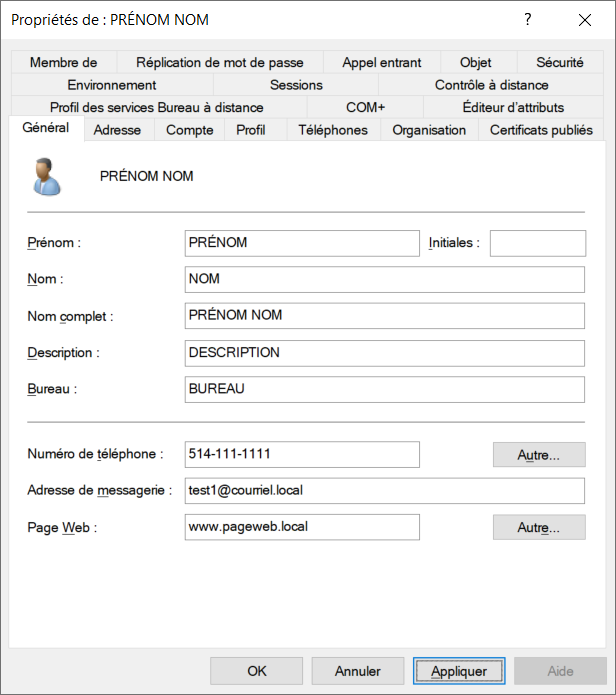 Propriétés de : PRÉNOM NOM ?
Membre de Réplication de mot de passe Appel entrant Objet Sécurité
Environnement Sessions Contrôle à distance
Profil des services Bureau à distance COM+ Éditeur d'attributs
Général Adresse Compte Profil Téléphones Organisation Certificats publiés
PRÉNOM NOM
Prénom : PRÉNOM Initiales :
Nom : NOM
Nom complet : PRÉNOM NOM
Description : DESCRIPTION
Bureau : BUREAU
Numéro de téléphone : 514-111-1111 Autre...
Adresse de messagerie : test1@courriel.local
Page Web : www.pageweb.local Autre...
OK Annuler Appliquer Aide